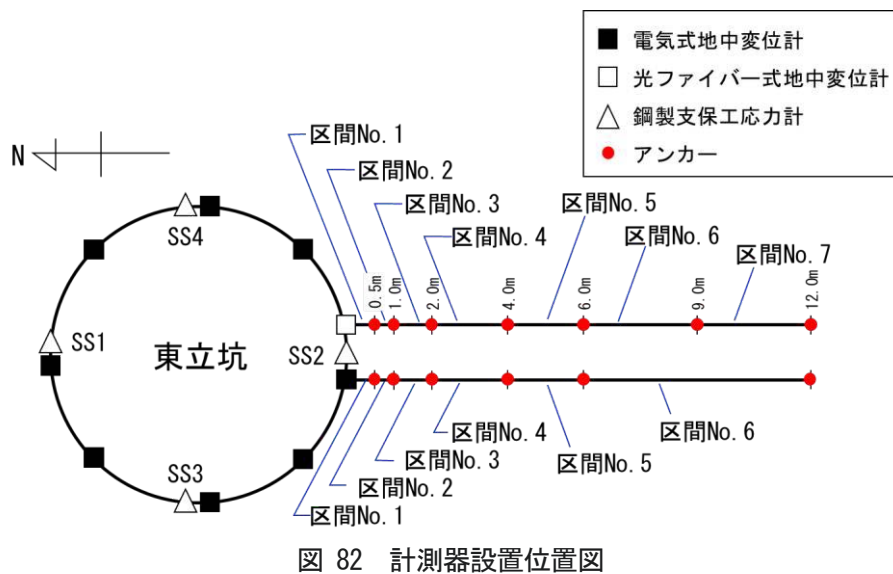 電気式地中変位計
光ファイバー式地中変位計
鋼製支保工応力計
アンカー
N
区間No. 1
区間No. 2
区間No. 3
区間No. 4
区間No. 5
区間No. 6
区間No. 7
0.5m
1.0m
2.0m
4.0m
6.0m
9.0m
12.0m
SS4
SS1
東立坑
SS2
SS3
区間No. 4
区間No. 6
区間No. 3
区間No. 5
区間No. 2
区間No. 1
図 82 計測器設置位置図